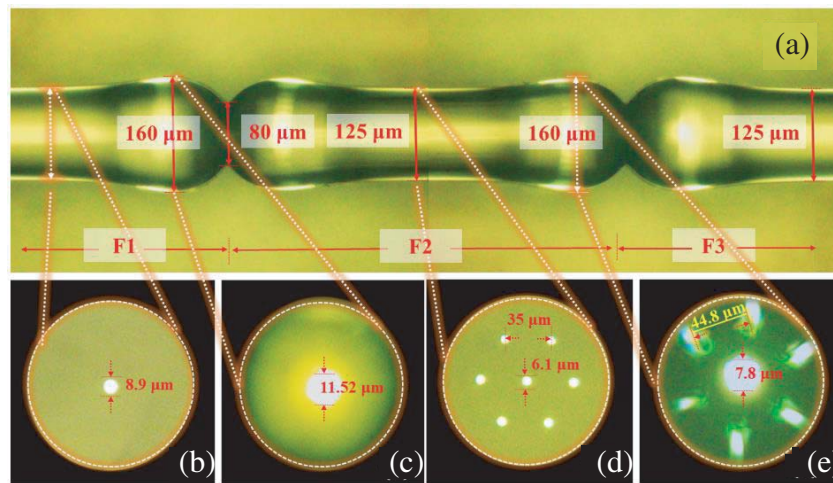 (a)
160 µm
80 µm
125 µm
160 µm
125 µm
F1
F2
F3
8.9 µm
(b)
11.52 µm
(c)
35 µm
6.1 µm
(d)
44.8 µm
7.8 µm
(e)